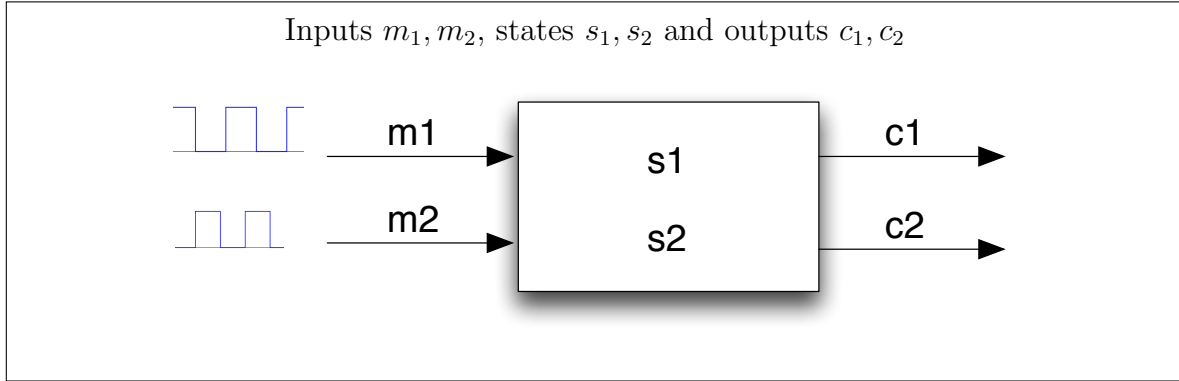 Inputs m₁, m₂, states s₁, s₂ and outputs c₁, c₂
m1
s1
c1
m2
s2
c2